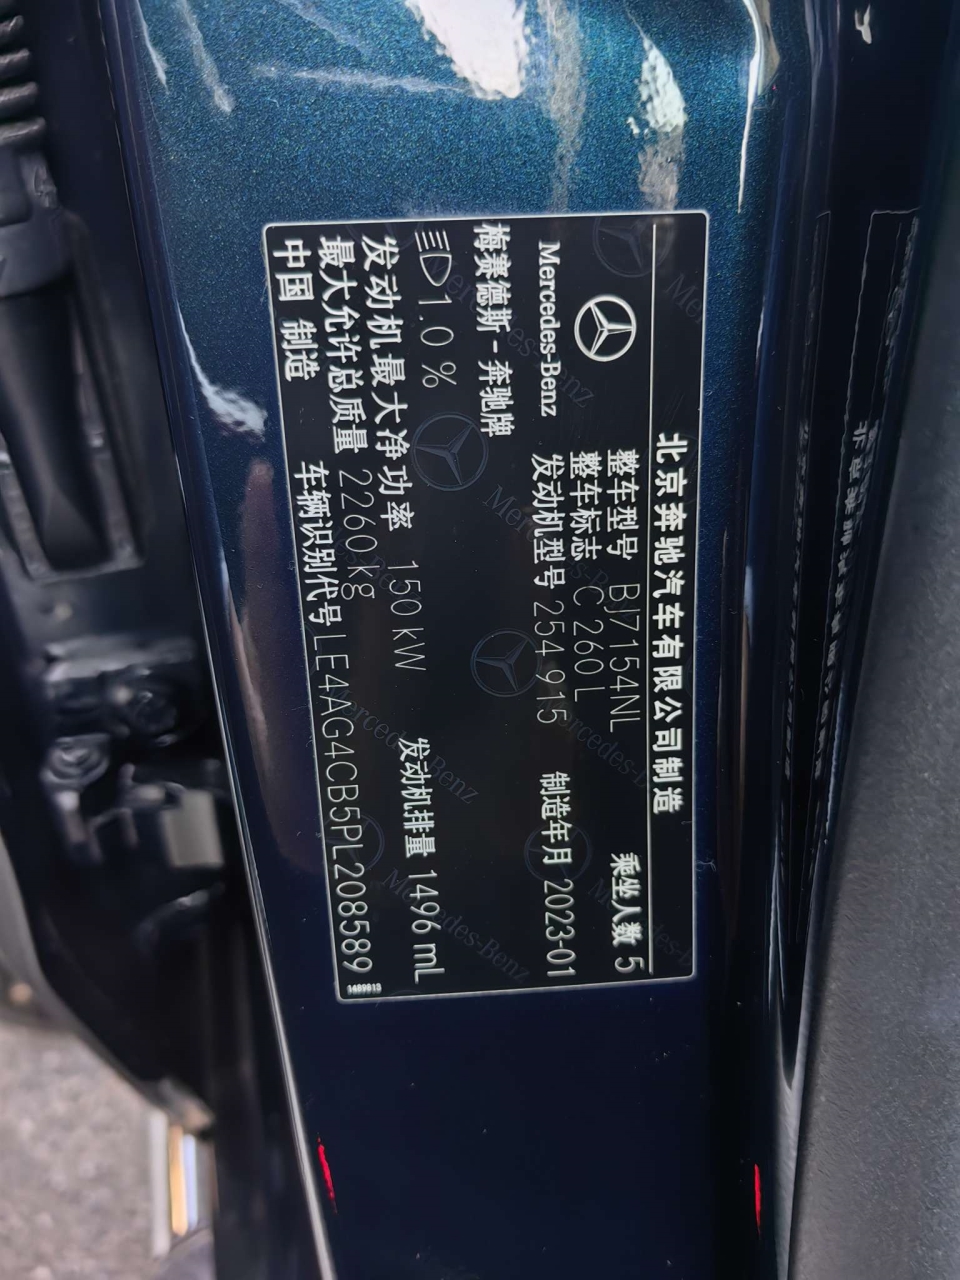 北京奔驰汽车有限公司制造
整车型号 BJ7154NL 乘坐人数 5
整车标志 C 260 L
Mercedes-Benz 发动机型号 254 915 制造年月 2023-01
梅赛德斯-奔驰牌
1.0 %
发动机最大净功率 150 kW 发动机排量 1496 mL
最大允许总质量 2260 kg
中国 制造 车辆识别代号 LE4AG4CB5PL208589